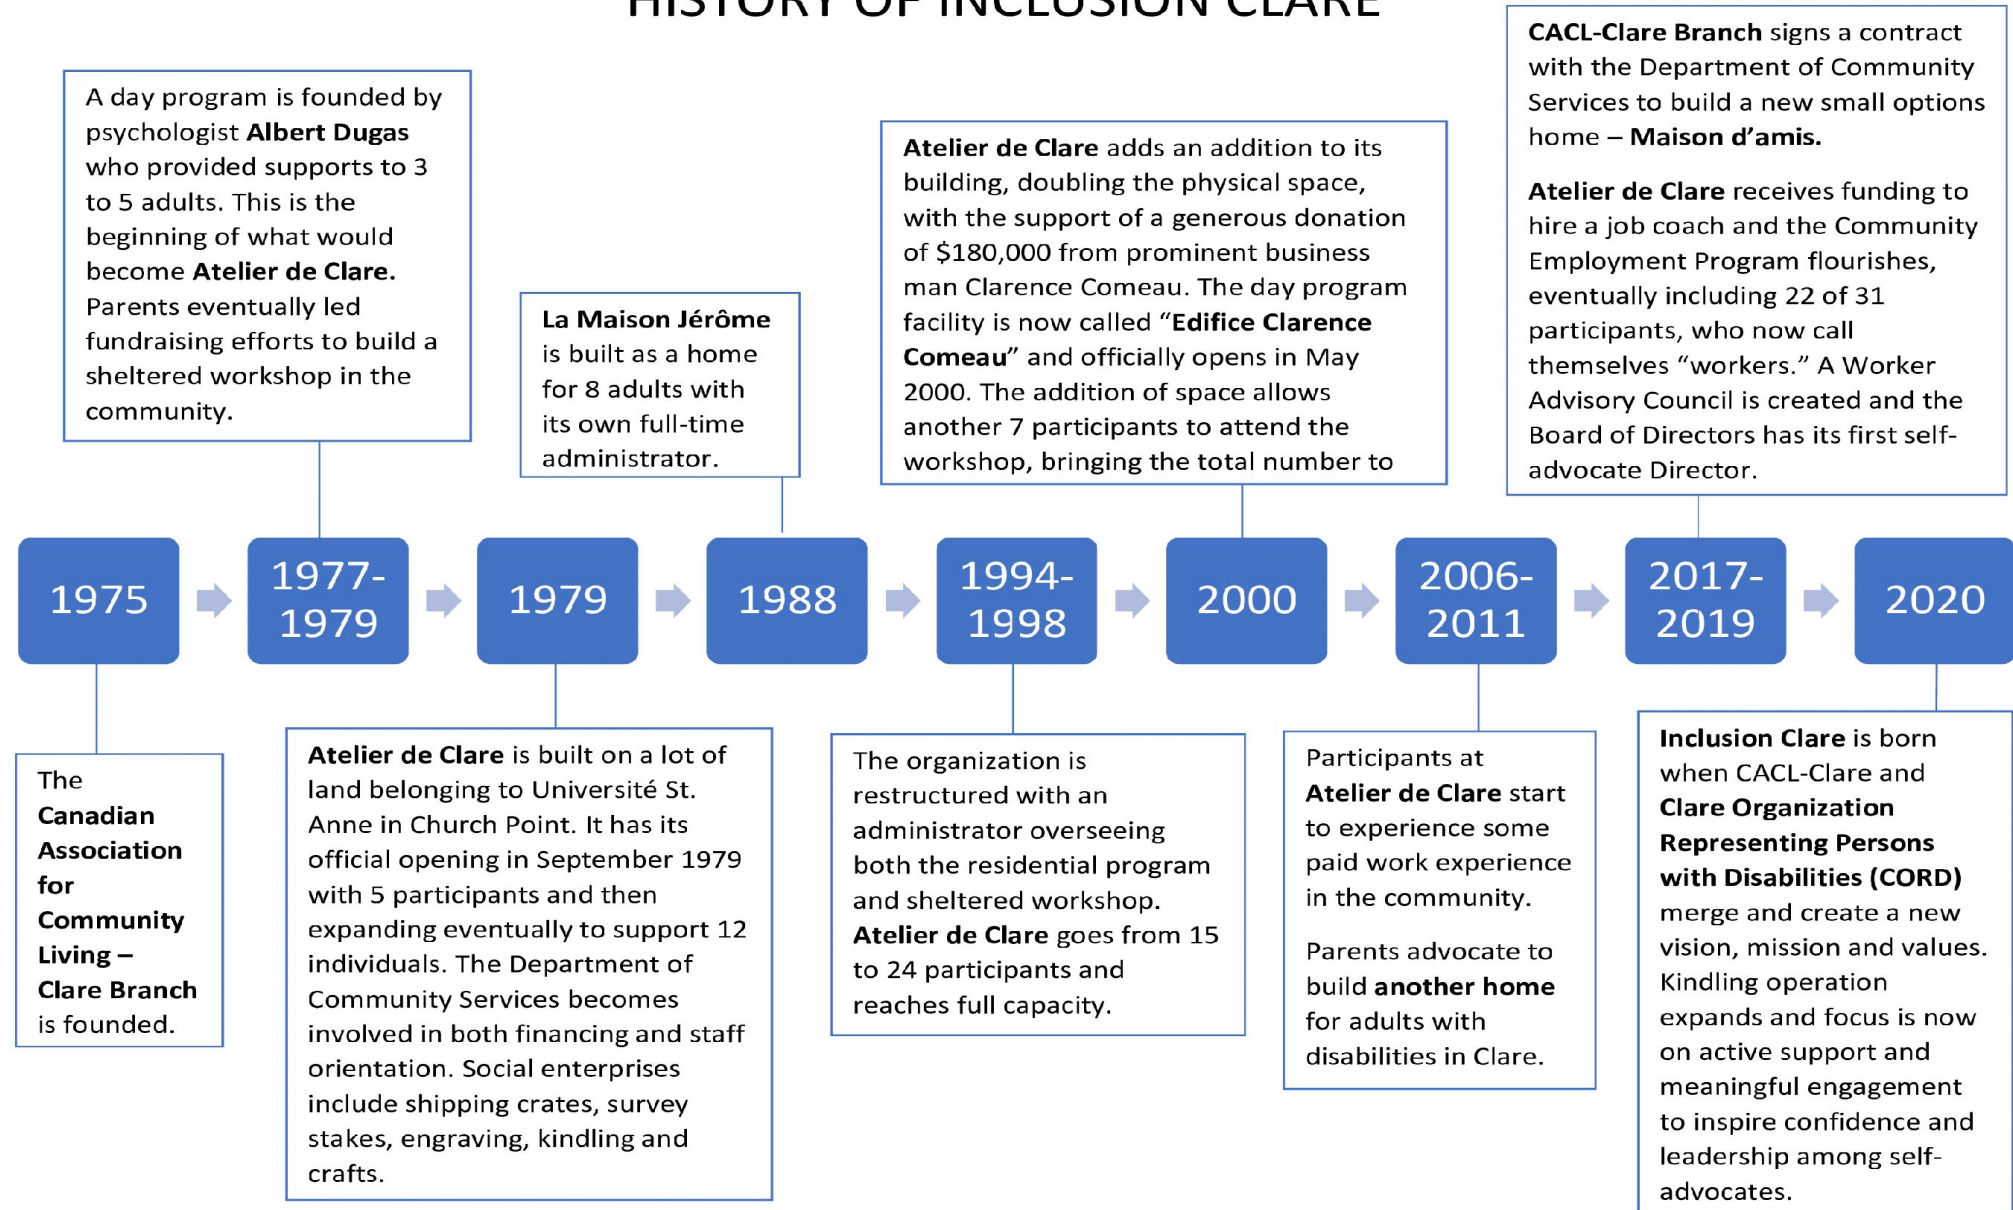 HISTORY OF INCLUSION CLARE
A day program is founded by
psychologist Albert Dugas
who provided supports to 3
to 5 adults. This is the
beginning of what would
become Atelier de Clare.
Parents eventually led
fundraising efforts to build a
sheltered workshop in the
community.
La Maison Jérôme
is built as a home
for 8 adults with
its own full-time
administrator.
Atelier de Clare adds an addition to its
building, doubling the physical space,
with the support of a generous donation
of $180,000 from prominent business
man Clarence Comeau. The day program
facility is now called “Edifice Clarence
Comeau” and officially opens in May
2000. The addition of space allows
another 7 participants to attend the
workshop, bringing the total number to
CACL-Clare Branch signs a contract
with the Department of Community
Services to build a new small options
home – Maison d’amis.
Atelier de Clare receives funding to
hire a job coach and the Community
Employment Program flourishes,
eventually including 22 of 31
participants, who now call
themselves “workers.” A Worker
Advisory Council is created and the
Board of Directors has its first self-
advocate Director.
1975
1977-
1979
1979
1988
1994-
1998
2000
2006-
2011
2017-
2019
2020
The
Canadian
Association
for
Community
Living –
Clare Branch
is founded.
Atelier de Clare is built on a lot of
land belonging to Université St.
Anne in Church Point. It has its
official opening in September 1979
with 5 participants and then
expanding eventually to support 12
individuals. The Department of
Community Services becomes
involved in both financing and staff
orientation. Social enterprises
include shipping crates, survey
stakes, engraving, kindling and
crafts.
The organization is
restructured with an
administrator overseeing
both the residential program
and sheltered workshop.
Atelier de Clare goes from 15
to 24 participants and
reaches full capacity.
Participants at
Atelier de Clare start
to experience some
paid work experience
in the community.
Parents advocate to
build another home
for adults with
disabilities in Clare.
Inclusion Clare is born
when CACL-Clare and
Clare Organization
Representing Persons
with Disabilities (CORD)
merge and create a new
vision, mission and values.
Kindling operation
expands and focus is now
on active support and
meaningful engagement
to inspire confidence and
leadership among self-
advocates.